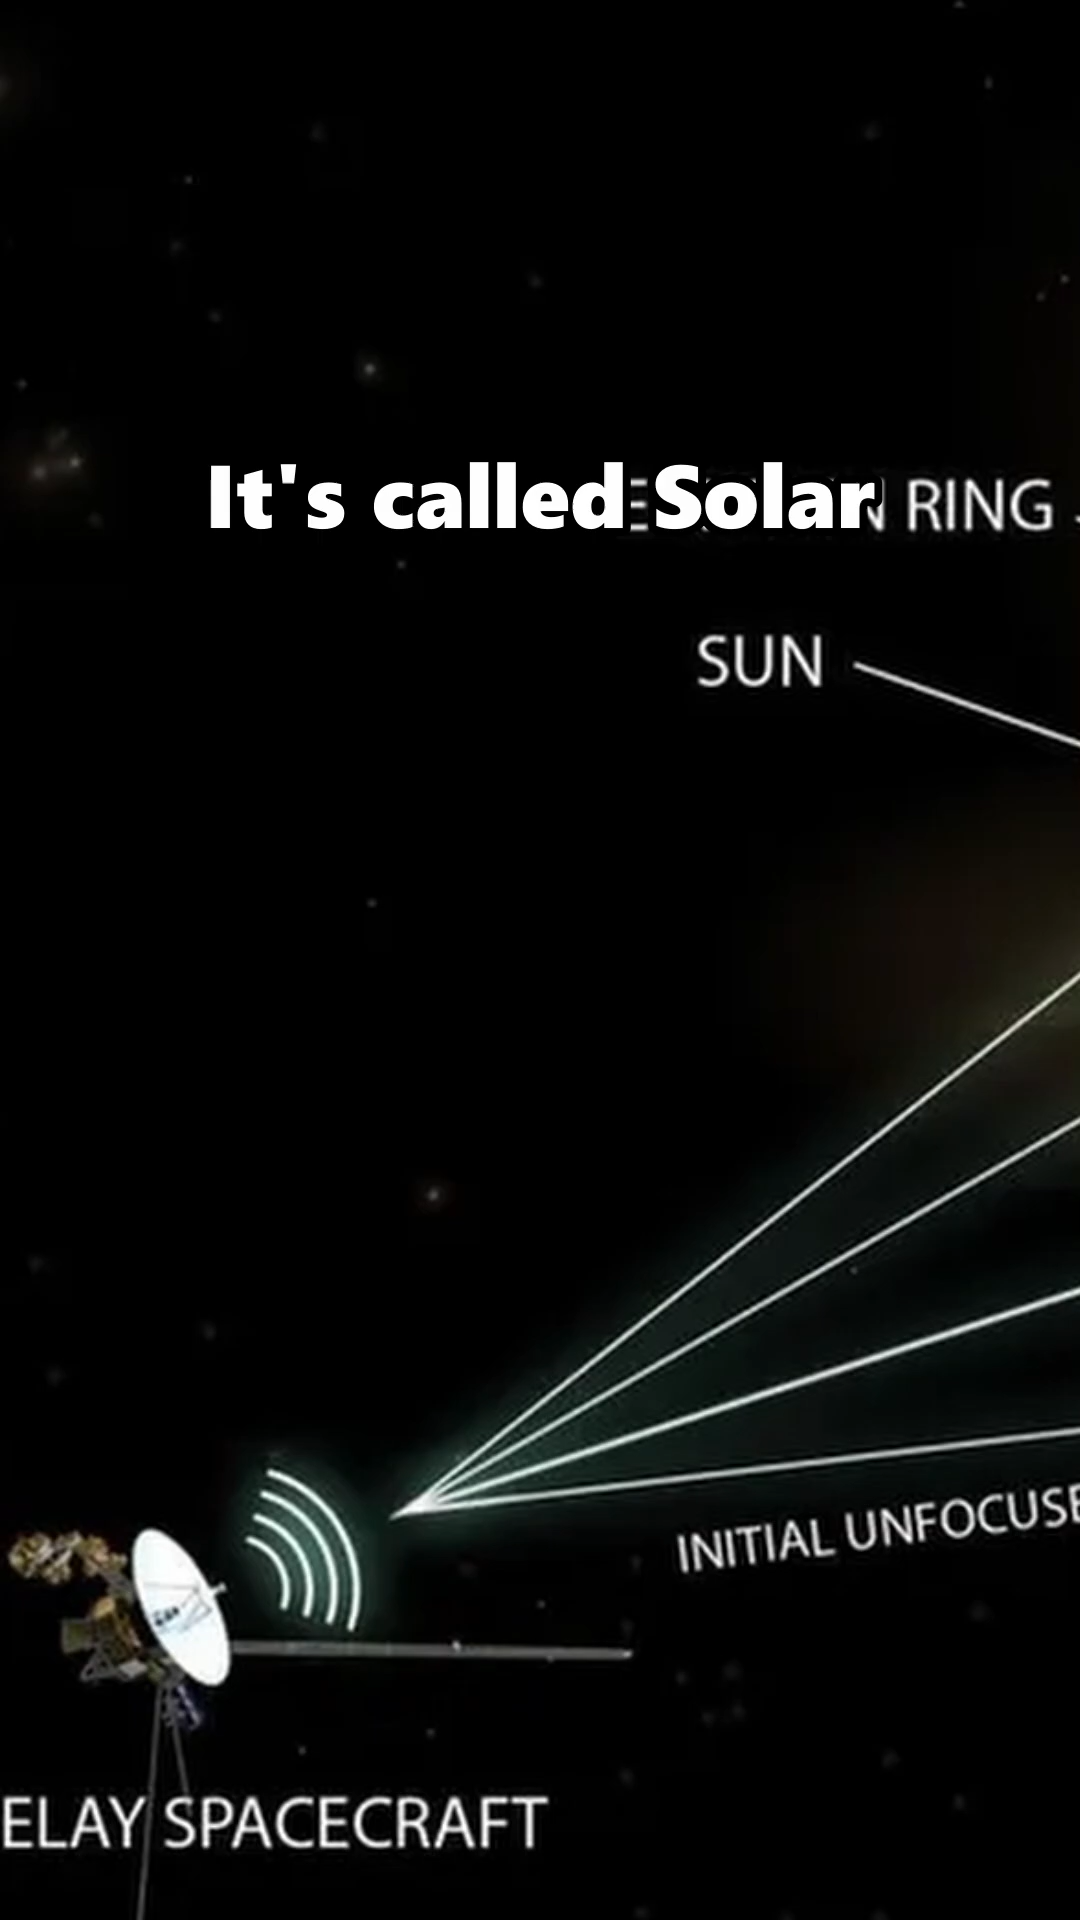 It's called Solar
RING
SUN
INITIAL UNFOCUSE
ELAY SPACECRAFT